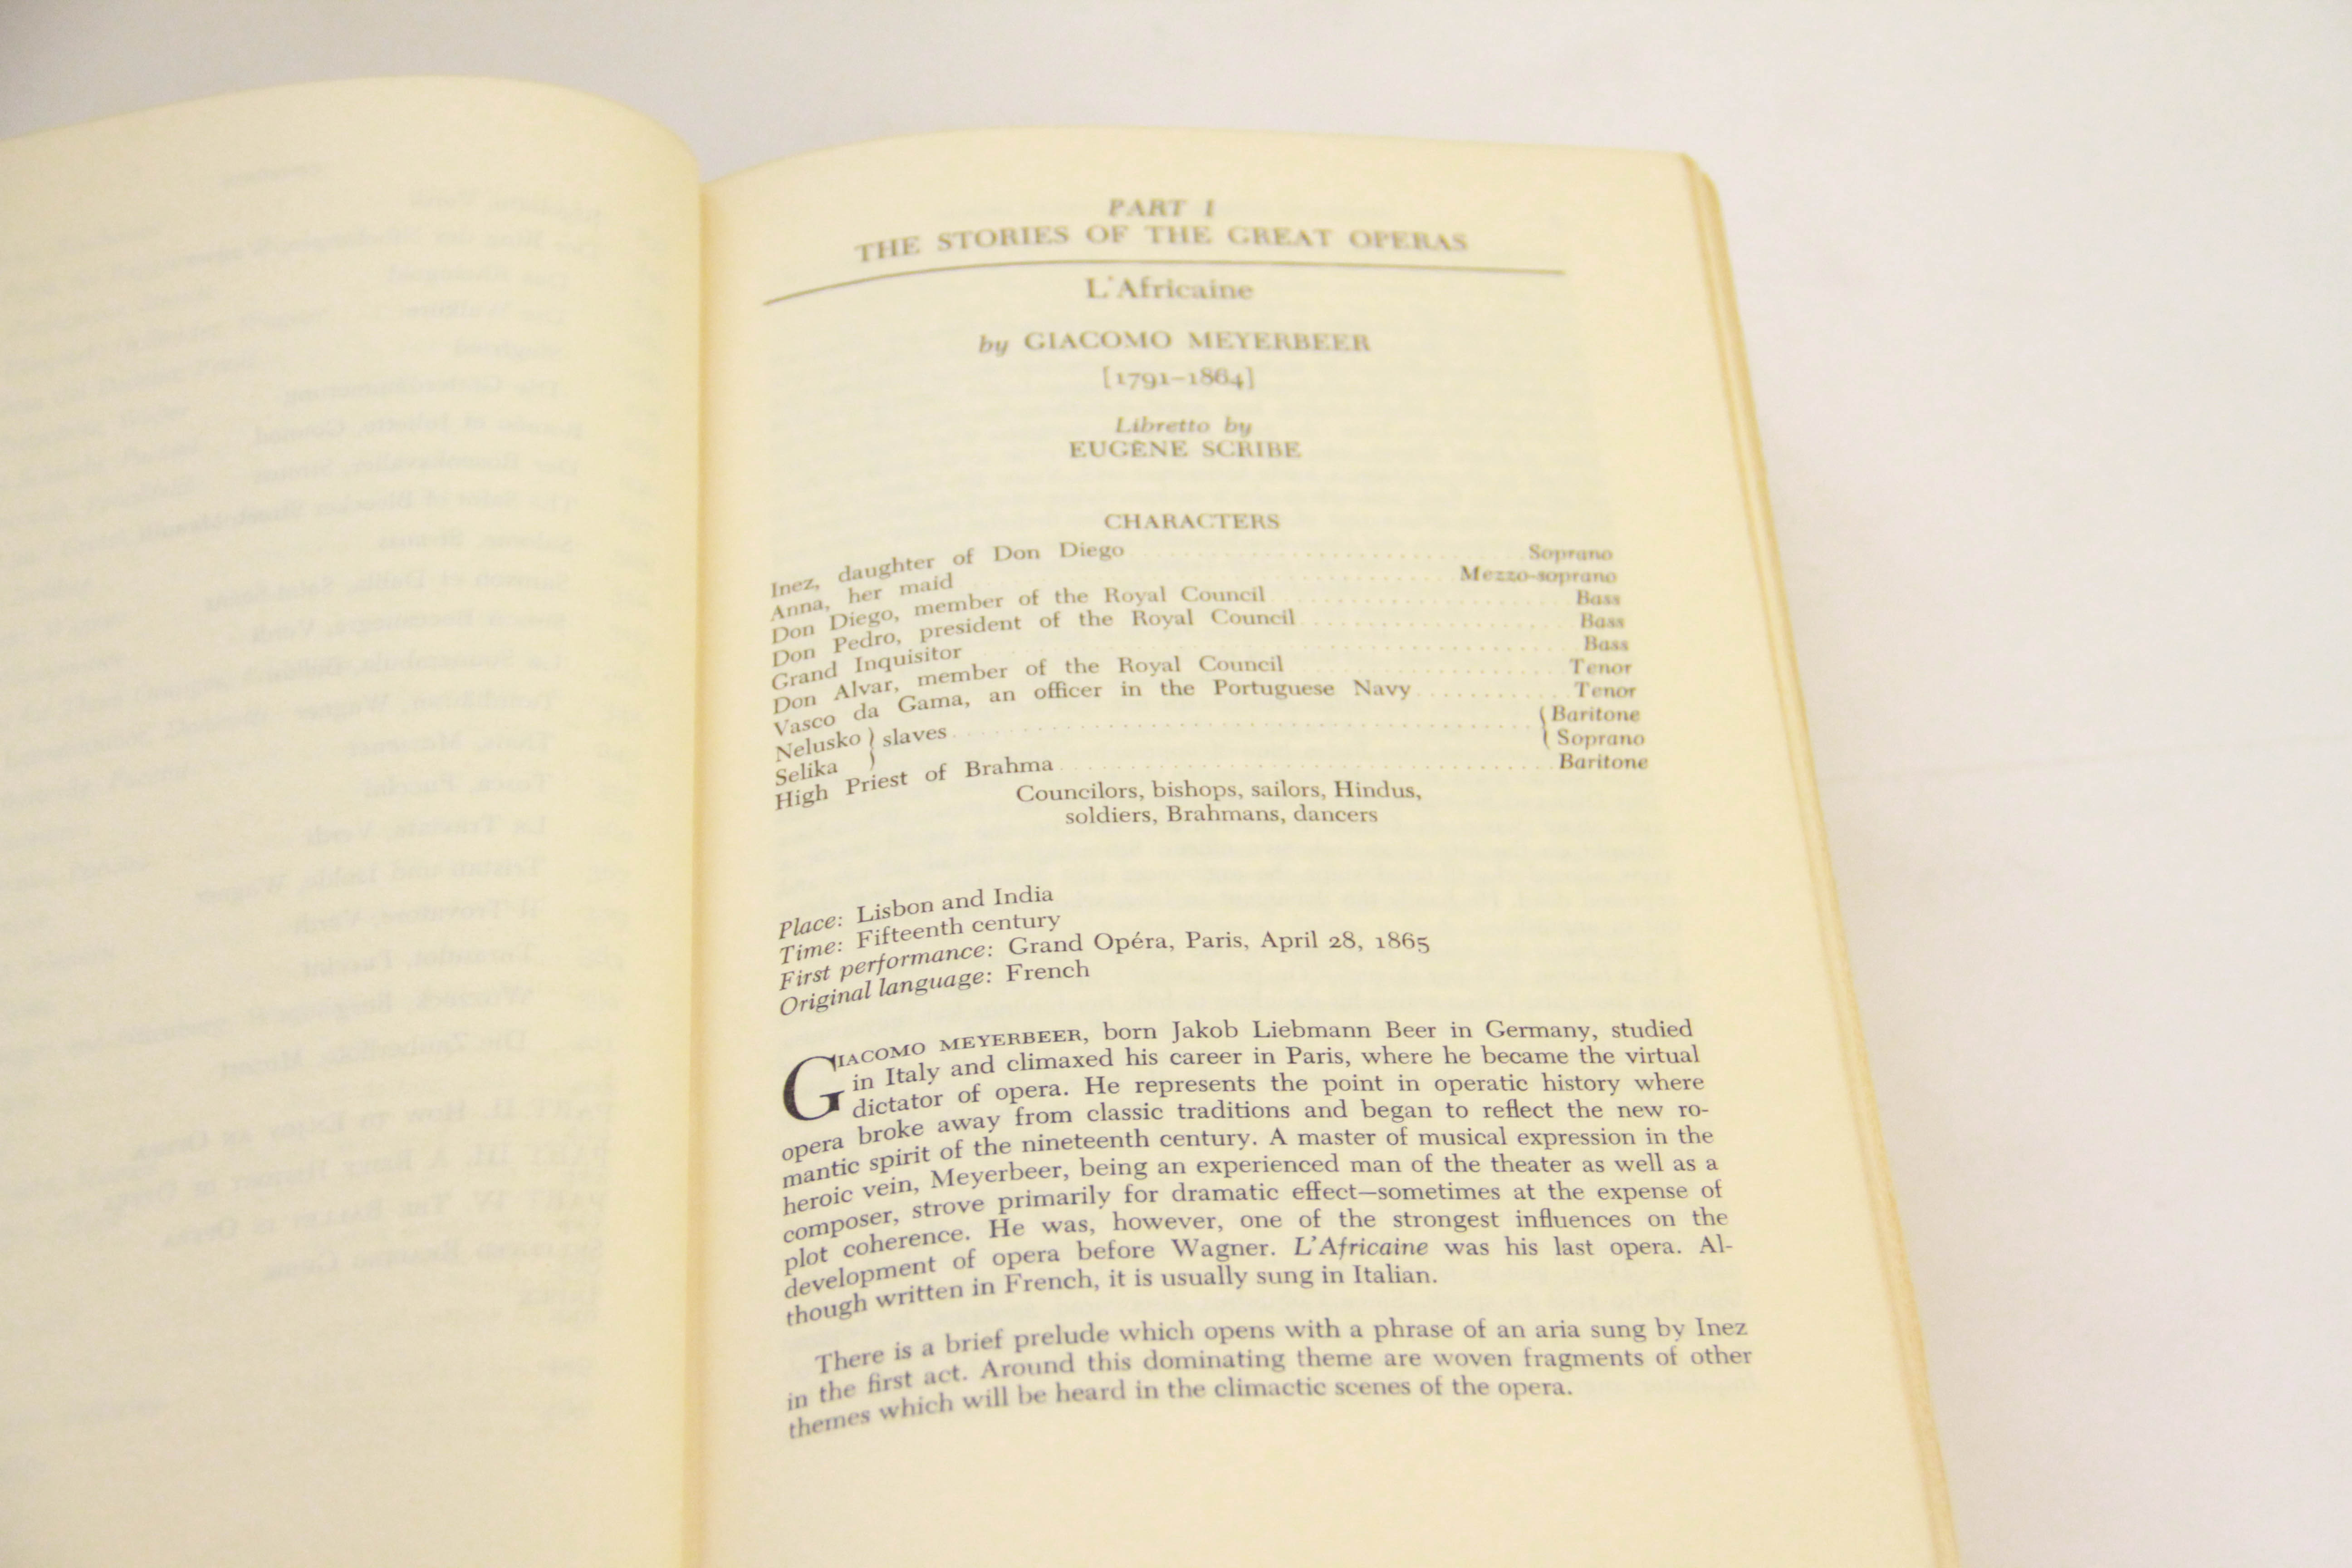 PART I
THE STORIES OF THE GREAT OPERAS
L'Africaine
by GIACOMO MEYERBEER
[1791–1864]
Libretto by
EUGÈNE SCRIBE
CHARACTERS
Inez, daughter of Don Diego . . . . . . . . . . Soprano
Anna, her maid . . . . . . . . . . Mezzo-soprano
Don Diego, member of the Royal Council . . . . . . . . . . Bass
Don Pedro, president of the Royal Council . . . . . . . . . . Bass
Grand Inquisitor . . . . . . . . . . Bass
Don Alvar, member of the Royal Council . . . . . . . . . . Tenor
Vasco da Gama, an officer in the Portuguese Navy . . . . . . . . . . Tenor
Nelusko } slaves . . . . . . . . . . { Baritone
Selika } { Soprano
High Priest of Brahma . . . . . . . . . . Baritone
Councilors, bishops, sailors, Hindus,
soldiers, Brahmans, dancers
Place: Lisbon and India
Time: Fifteenth century
First performance: Grand Opéra, Paris, April 28, 1865
Original language: French
GIACOMO MEYERBEER, born Jakob Liebmann Beer in Germany, studied
in Italy and climaxed his career in Paris, where he became the virtual
dictator of opera. He represents the point in operatic history where
opera broke away from classic traditions and began to reflect the new ro-
mantic spirit of the nineteenth century. A master of musical expression in the
heroic vein, Meyerbeer, being an experienced man of the theater as well as a
composer, strove primarily for dramatic effect—sometimes at the expense of
plot coherence. He was, however, one of the strongest influences on the
development of opera before Wagner. L'Africaine was his last opera. Al-
though written in French, it is usually sung in Italian.
There is a brief prelude which opens with a phrase of an aria sung by Inez
in the first act. Around this dominating theme are woven fragments of other
themes which will be heard in the climactic scenes of the opera.